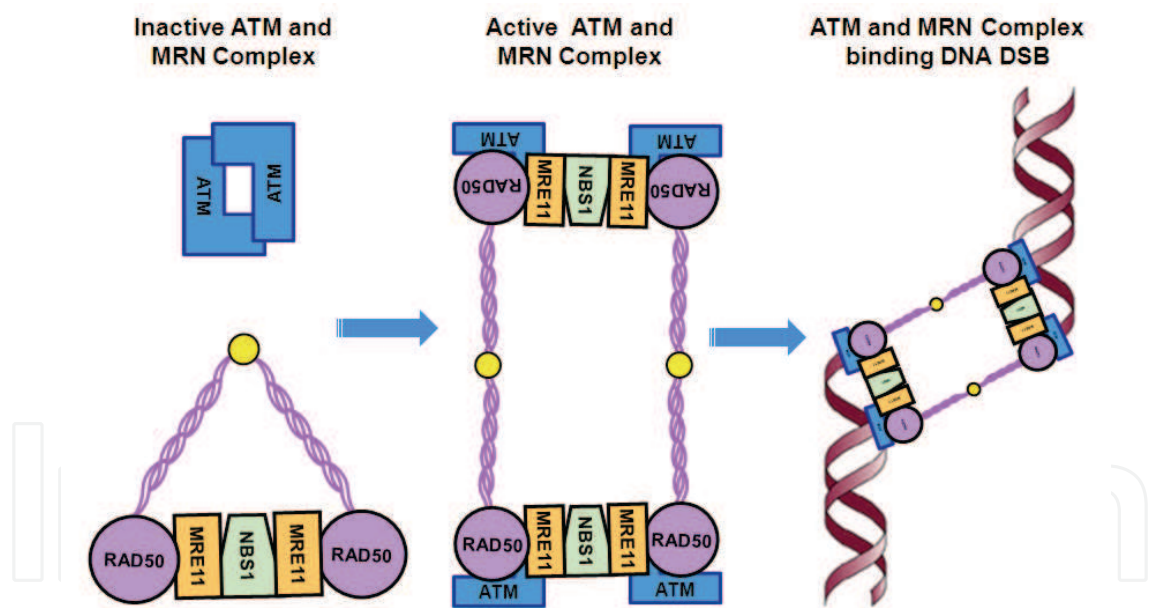 Inactive ATM and
MRN Complex
Active ATM and
MRN Complex
ATM and MRN Complex
binding DNA DSB
ATM
ATM
ATM
ATM
RAD50
MRE11
NBS1
MRE11
RAD50
RAD50
MRE11
NBS1
MRE11
RAD50
RAD50
MRE11
NBS1
MRE11
RAD50
ATM
ATM